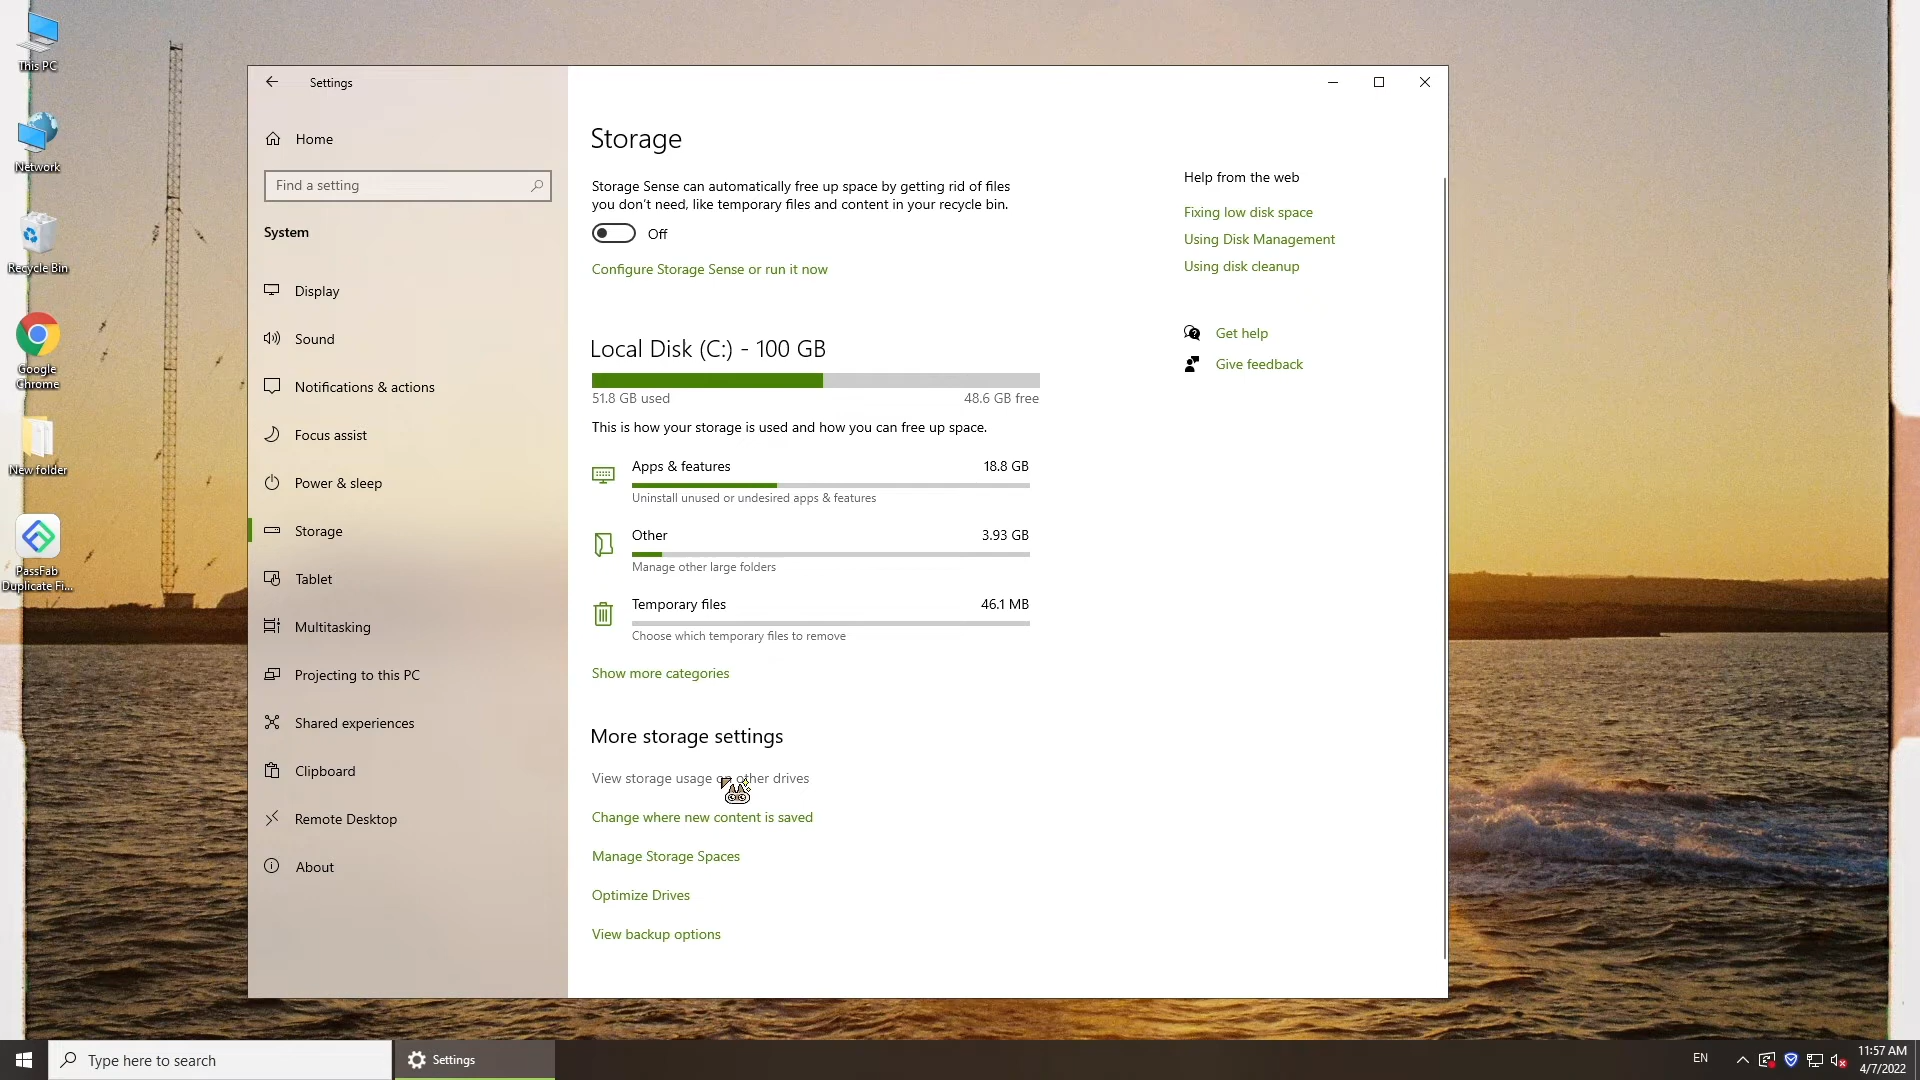 This PC
Network
Recycle Bin
Google
Chrome
New folder
PassFab
Duplicate Fi...
Settings
Home
Find a setting
System
Display
Sound
Notifications & actions
Focus assist
Power & sleep
Storage
Tablet
Multitasking
Projecting to this PC
Shared experiences
Clipboard
Remote Desktop
About
Storage
Storage Sense can automatically free up space by getting rid of files
you don't need, like temporary files and content in your recycle bin.
Off
Configure Storage Sense or run it now
Local Disk (C:) - 100 GB
51.8 GB used 48.6 GB free
This is how your storage is used and how you can free up space.
Apps & features 18.8 GB
Uninstall unused or undesired apps & features
Other 3.93 GB
Manage other large folders
Temporary files 46.1 MB
Choose which temporary files to remove
Show more categories
More storage settings
View storage usage other drives
Change where new content is saved
Manage Storage Spaces
Optimize Drives
View backup options
Help from the web
Fixing low disk space
Using Disk Management
Using disk cleanup
Get help
Give feedback
Type here to search
Settings
EN
11:57 AM
4/7/2022